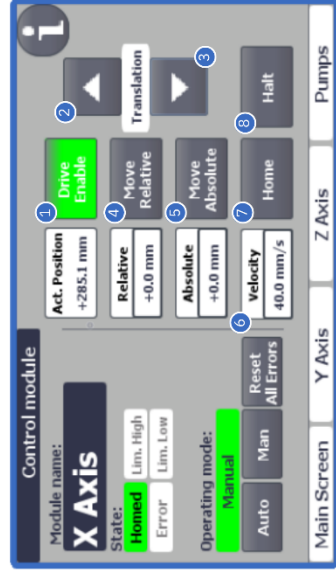 Control module
i
Module name:
X Axis
State:
Homed
Lim. High
Error
Lim. Low
Operating mode:
Manual
Auto
Man
Reset
All Errors
Act. Position
+285.1 mm
1
Drive
Enable
2
Relative
+0.0 mm
4
Move
Relative
Translation
Absolute
+0.0 mm
5
Move
Absolute
3
6
Velocity
40.0 mm/s
7
Home
8
Halt
Main Screen
Y Axis
Z Axis
Pumps